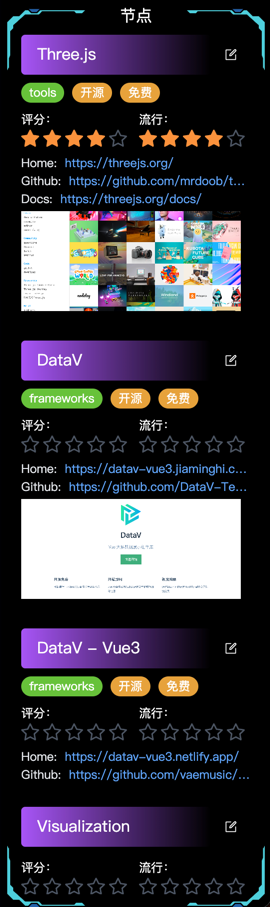 节点
Three.js
tools 开源 免费
评分： 流行：
Home: https://threejs.org/
Github: https://github.com/mrdoob/t...
Docs: https://threejs.org/docs/
DataV
frameworks 开源 免费
评分： 流行：
Home: https://datav-vue3.jiaminghi.c...
Github: https://github.com/DataV-Te...
DataV
DataV - Vue3
frameworks 开源 免费
评分： 流行：
Home: https://datav-vue3.netlify.app/
Github: https://github.com/vaemusic/...
Visualization
评分： 流行：